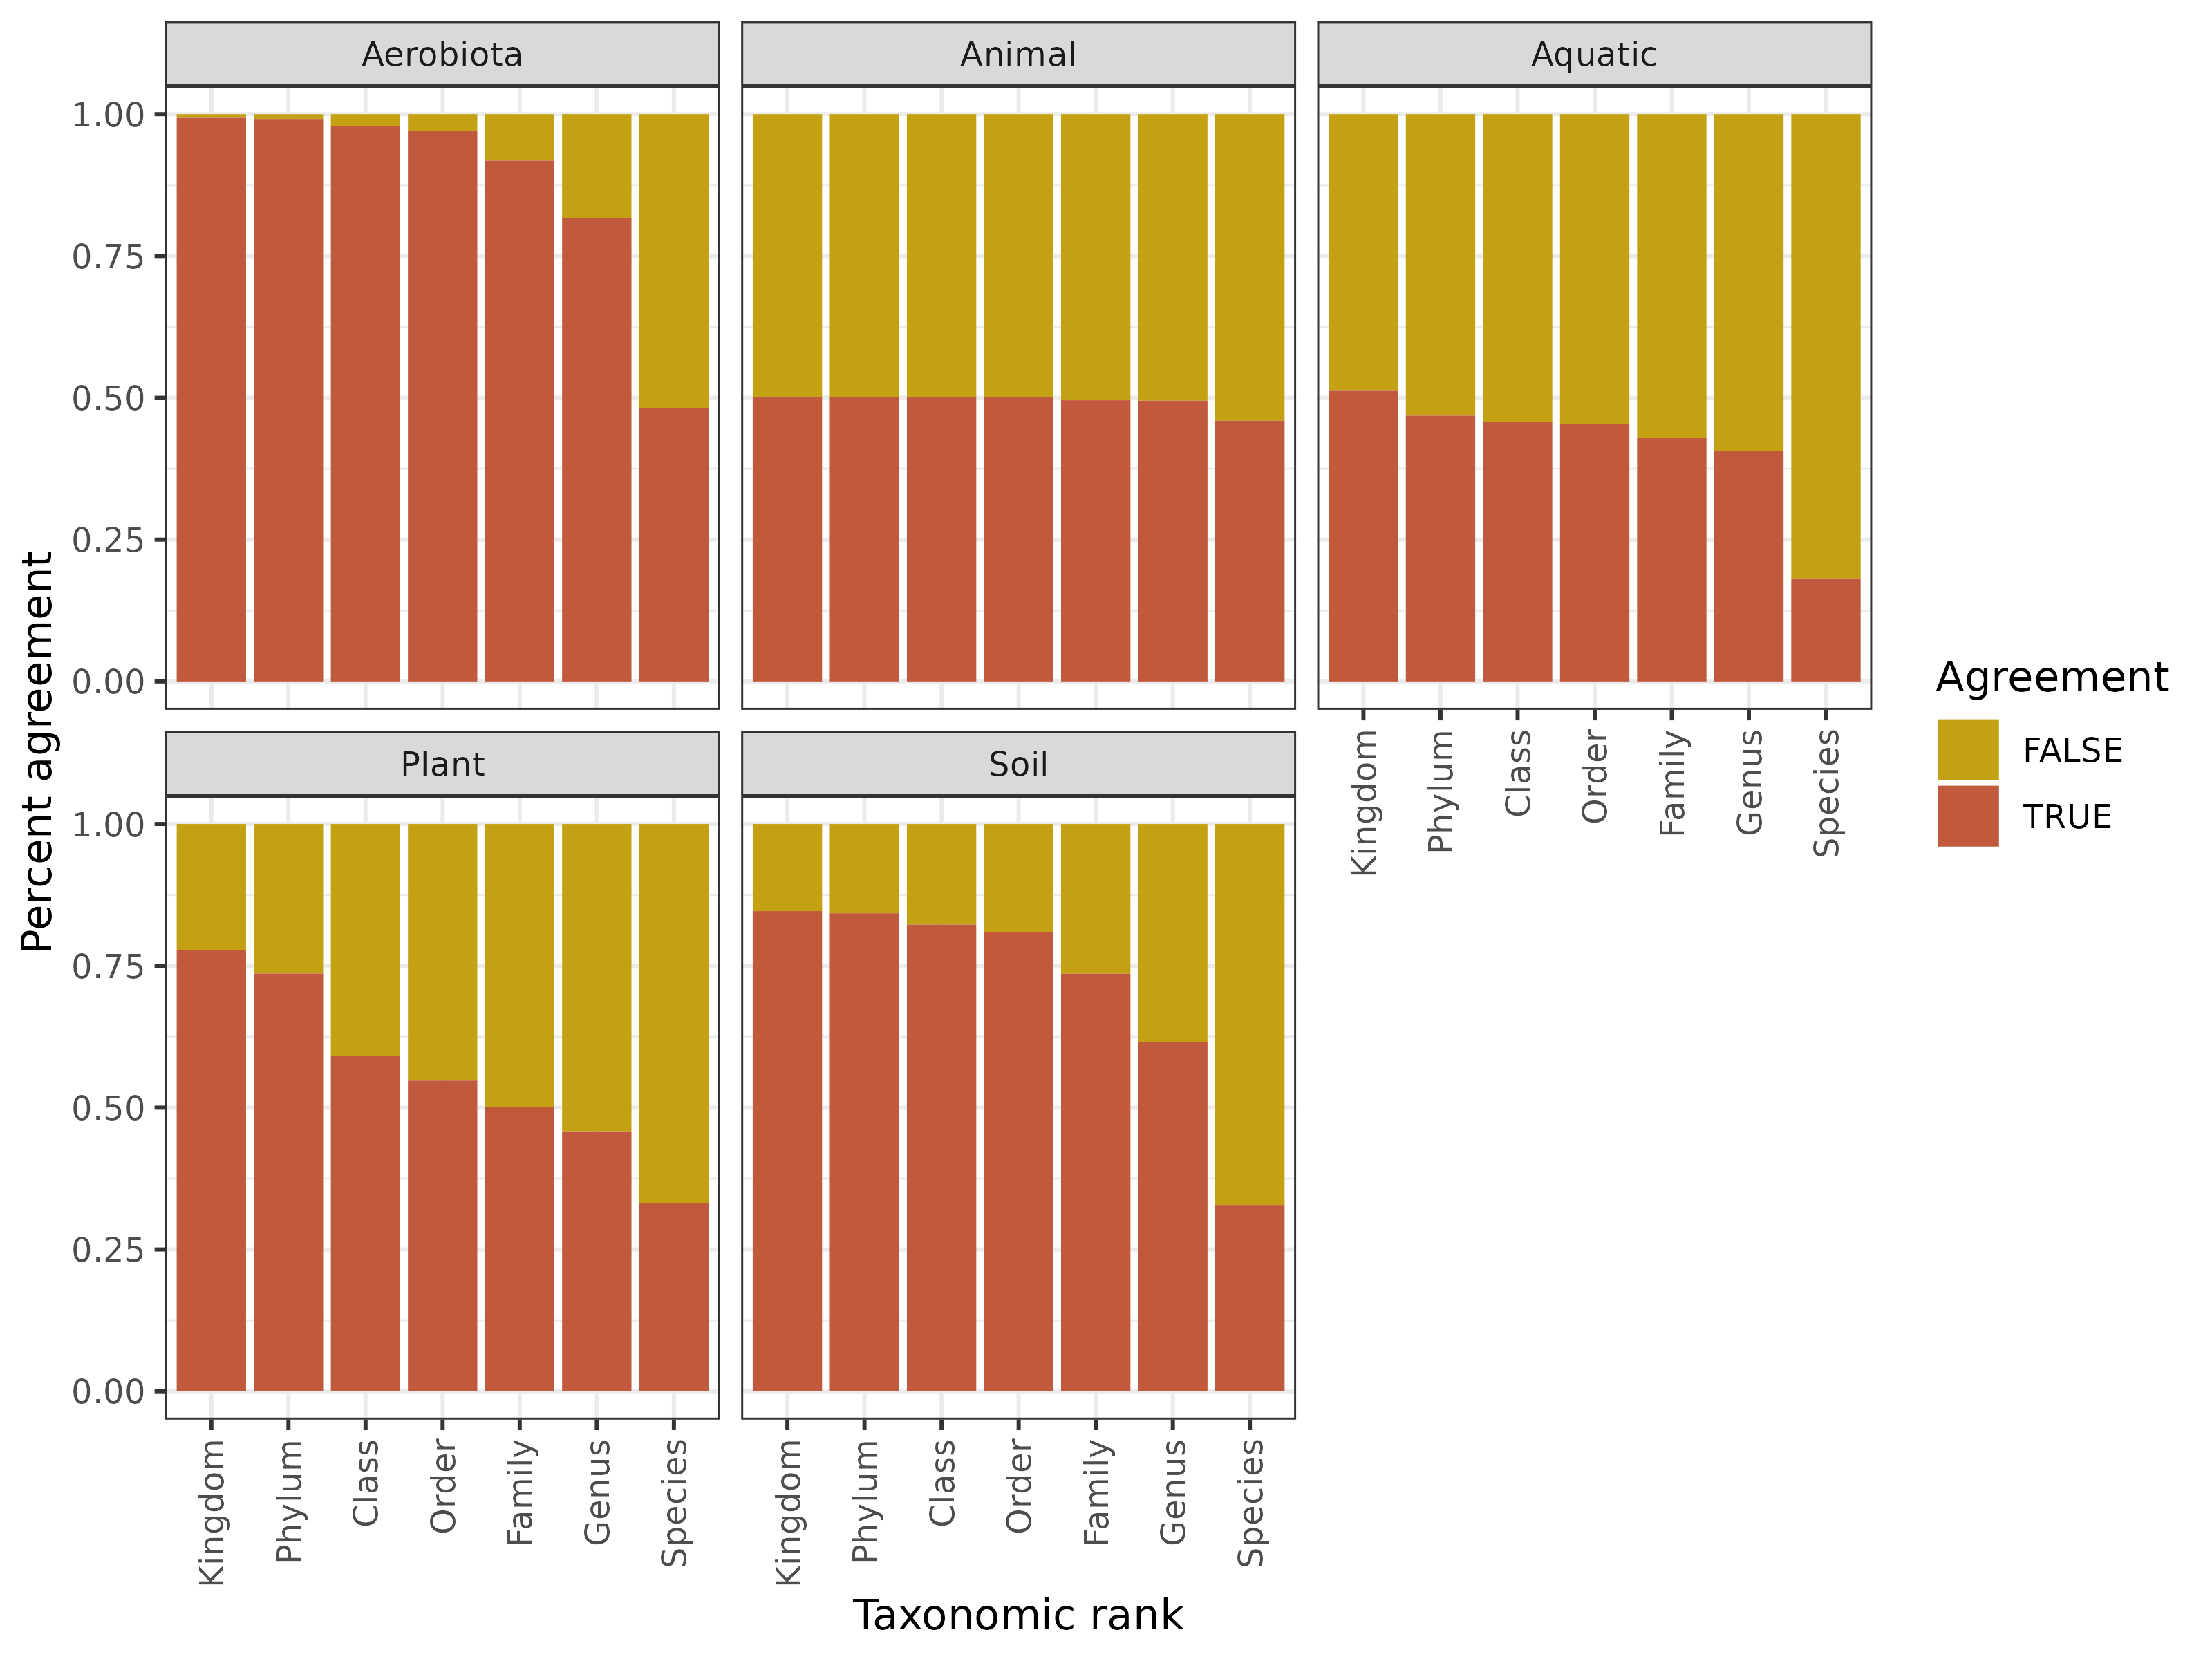 Aerobiota
Animal
Aquatic
1.00
0.75
0.50
0.25
0.00
Kingdom
Phylum
Class
Order
Family
Genus
Species
Plant
Soil
1.00
0.75
0.50
0.25
0.00
Kingdom
Phylum
Class
Order
Family
Genus
Species
Kingdom
Phylum
Class
Order
Family
Genus
Species
Taxonomic rank
Percent agreement
Agreement
FALSE
TRUE